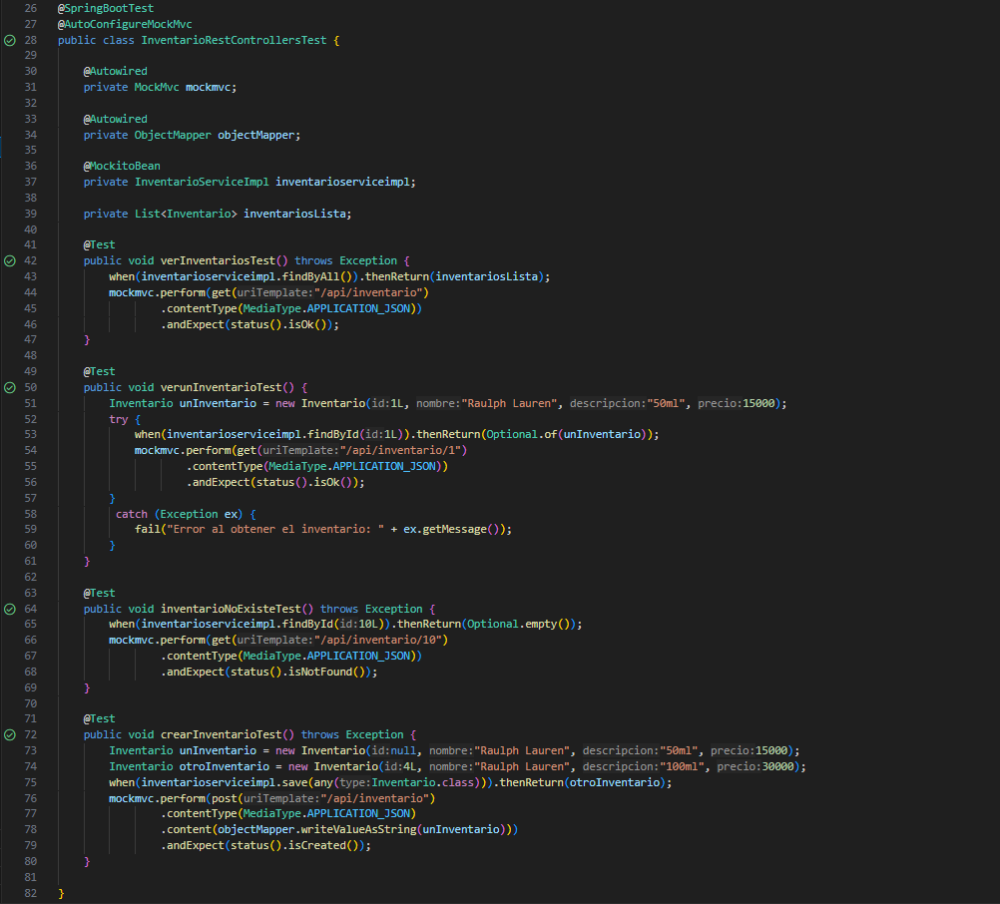 26 @SpringBootTest
27 @AutoConfigureMockMvc
28 public class InventarioRestControllersTest {
29
30     @Autowired
31     private MockMvc mockmvc;
32
33     @Autowired
34     private ObjectMapper objectMapper;
35
36     @MockitoBean
37     private InventarioServiceImpl inventarioserviceimpl;
38
39     private List<Inventario> inventariosLista;
40
41     @Test
42     public void verInventariosTest() throws Exception {
43         when(inventarioserviceimpl.findByAll()).thenReturn(inventariosLista);
44         mockmvc.perform(get(uriTemplate:"/api/inventario")
45                 .contentType(MediaType.APPLICATION_JSON))
46                 .andExpect(status().isOk());
47     }
48
49     @Test
50     public void verunInventarioTest() {
51         Inventario unInventario = new Inventario(id:1L, nombre:"Raulph Lauren", descripcion:"50ml", precio:15000);
52         try {
53             when(inventarioserviceimpl.findById(id:1L)).thenReturn(Optional.of(unInventario));
54             mockmvc.perform(get(uriTemplate:"/api/inventario/1")
55                     .contentType(MediaType.APPLICATION_JSON))
56                     .andExpect(status().isOk());
57         }
58          catch (Exception ex) {
59             fail("Error al obtener el inventario: " + ex.getMessage());
60         }
61     }
62
63     @Test
64     public void inventarioNoExisteTest() throws Exception {
65         when(inventarioserviceimpl.findById(id:10L)).thenReturn(Optional.empty());
66         mockmvc.perform(get(uriTemplate:"/api/inventario/10")
67                 .contentType(MediaType.APPLICATION_JSON))
68                 .andExpect(status().isNotFound());
69     }
70
71     @Test
72     public void crearInventarioTest() throws Exception {
73         Inventario unInventario = new Inventario(id:null, nombre:"Raulph Lauren", descripcion:"50ml", precio:15000);
74         Inventario otroInventario = new Inventario(id:4L, nombre:"Raulph Lauren", descripcion:"100ml", precio:30000);
75         when(inventarioserviceimpl.save(any(type:Inventario.class))).thenReturn(otroInventario);
76         mockmvc.perform(post(uriTemplate:"/api/inventario")
77                 .contentType(MediaType.APPLICATION_JSON)
78                 .content(objectMapper.writeValueAsString(unInventario)))
79                 .andExpect(status().isCreated());
80     }
81
82 }